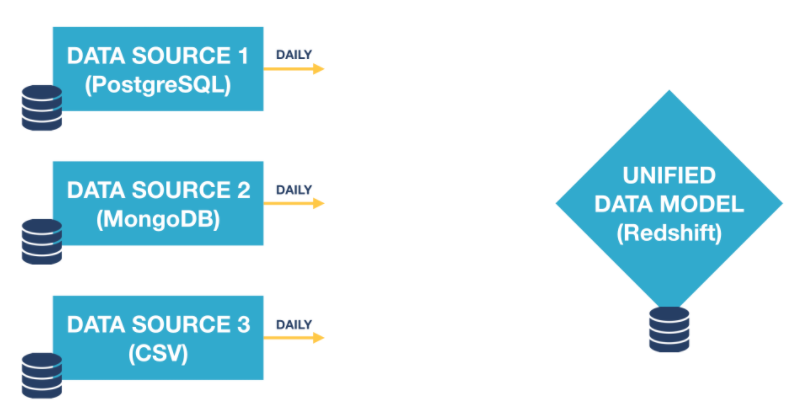 DATA SOURCE 1
(PostgreSQL)
DAILY
DATA SOURCE 2
(MongoDB)
DAILY
DATA SOURCE 3
(CSV)
DAILY
UNIFIED
DATA MODEL
(Redshift)